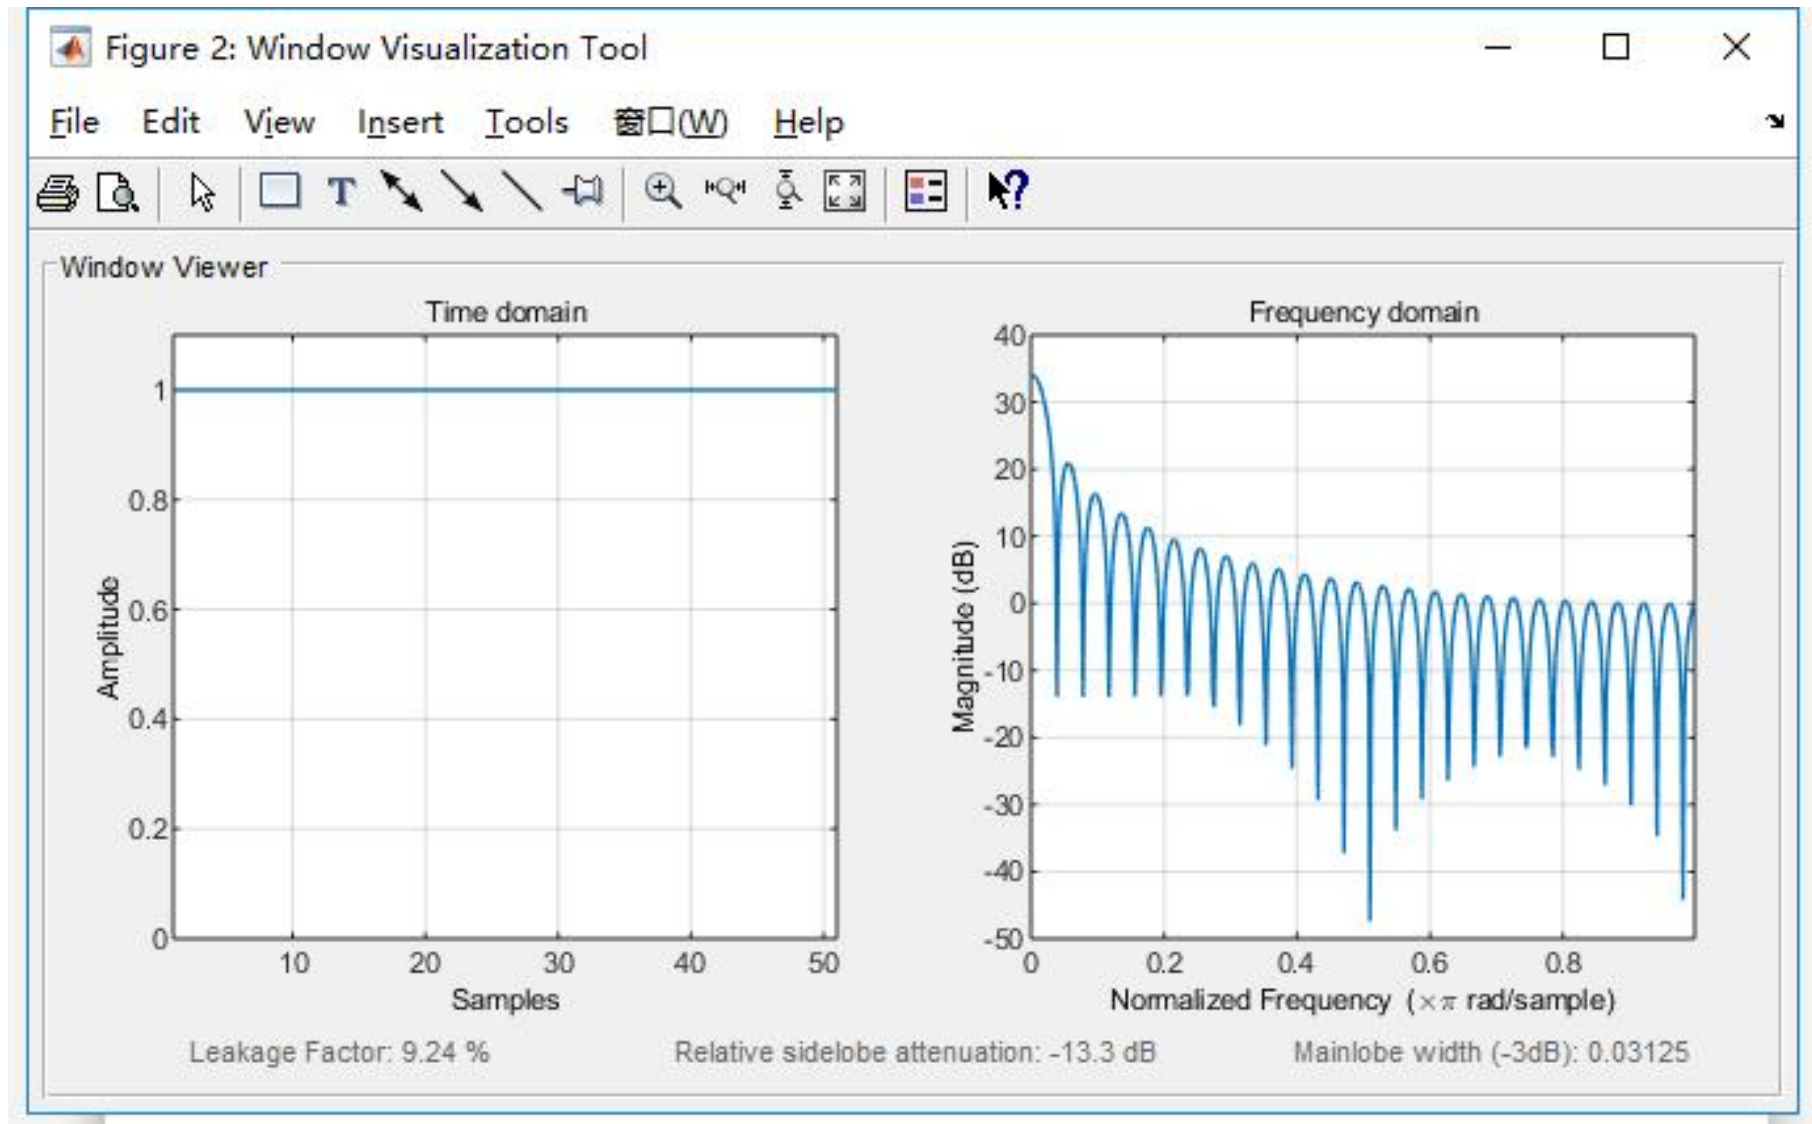 Figure 2: Window Visualization Tool
File Edit View Insert Tools 窗口(W) Help
Window Viewer
Time domain
1
0.8
0.6
0.4
0.2
0
Amplitude
10 20 30 40 50
Samples
Frequency domain
40
30
20
10
0
-10
-20
-30
-40
-50
Magnitude (dB)
0 0.2 0.4 0.6 0.8
Normalized Frequency (×π rad/sample)
Leakage Factor: 9.24 %
Relative sidelobe attenuation: -13.3 dB
Mainlobe width (-3dB): 0.03125